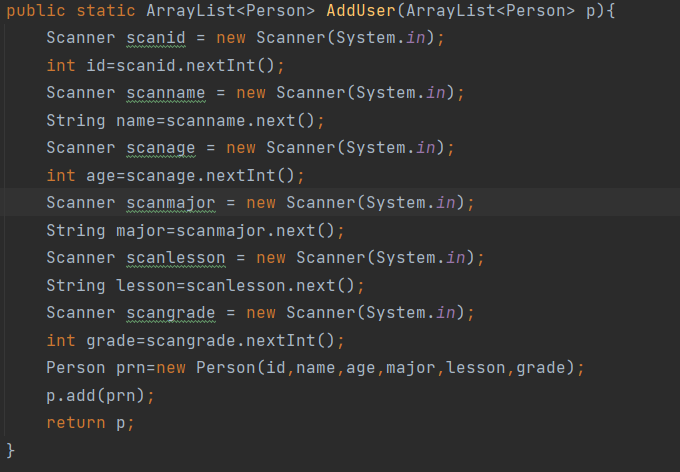 public static ArrayList<Person> AddUser(ArrayList<Person> p){
    Scanner scanid = new Scanner(System.in);
    int id=scanid.nextInt();
    Scanner scanname = new Scanner(System.in);
    String name=scanname.next();
    Scanner scanage = new Scanner(System.in);
    int age=scanage.nextInt();
    Scanner scanmajor = new Scanner(System.in);
    String major=scanmajor.next();
    Scanner scanlesson = new Scanner(System.in);
    String lesson=scanlesson.next();
    Scanner scangrade = new Scanner(System.in);
    int grade=scangrade.nextInt();
    Person prn=new Person(id,name,age,major,lesson,grade);
    p.add(prn);
    return p;
}